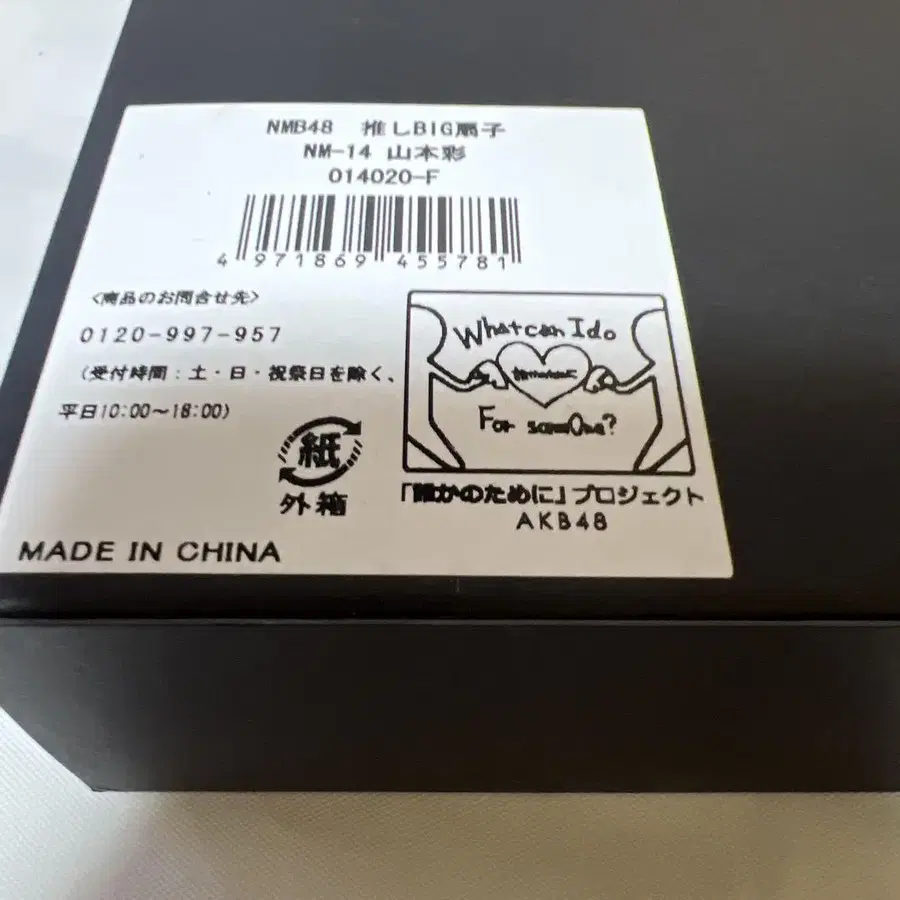 NMB48 推しBIG扇子
NM-14 山本彩
014020-F
4 971869 455781
<商品のお問合せ先>
0120-997-957
(受付時間:土・日・祝祭日を除く、
平日10:00～18:00)
紙
外箱
What can I do
For someOne?
「誰かのために」プロジェクト
AKB48
MADE IN CHINA